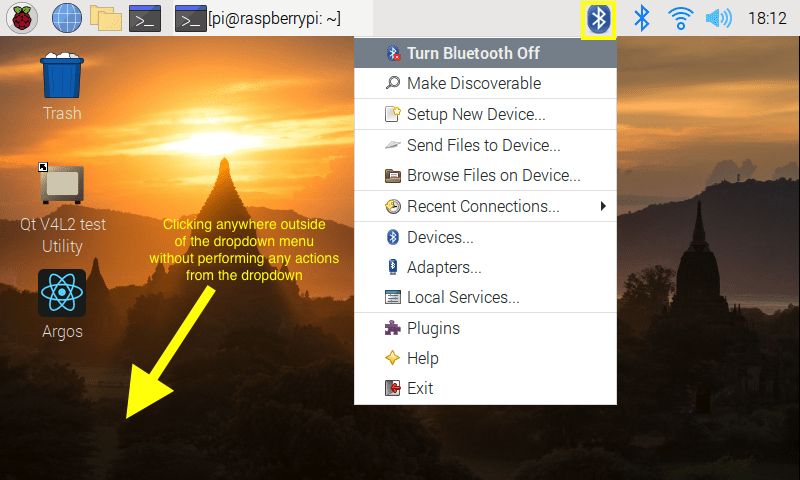 [pi@raspberrypi: ~]
18:12
Trash
Qt V4L2 test
Utility
Argos
Clicking anywhere outside
of the dropdown menu
without performing any actions
from the dropdown
Turn Bluetooth Off
Make Discoverable
Setup New Device...
Send Files to Device...
Browse Files on Device...
Recent Connections...
Devices...
Adapters...
Local Services...
Plugins
Help
Exit